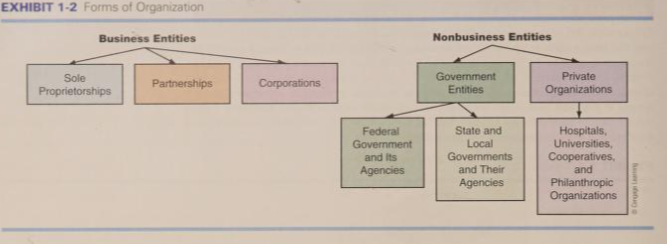 EXHIBIT 1-2 Forms of Organization
Business Entities
Sole
Proprietorships
Partnerships
Corporations
Nonbusiness Entities
Government
Entities
Private
Organizations
Federal
Government
and Its
Agencies
State and
Local
Governments
and Their
Agencies
Hospitals,
Universities,
Cooperatives,
and
Philanthropic
Organizations
© Cengage Learning